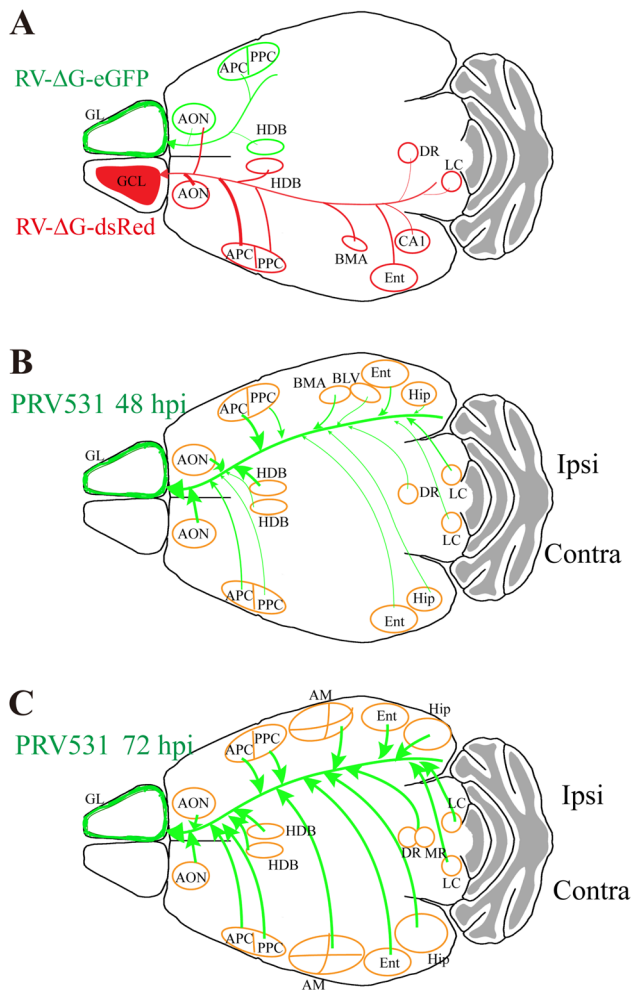 A
RV-ΔG-eGFP
GL
APC
PPC
AON
HDB
HDB
DR
LC
GCL
AON
RV-ΔG-dsRed
APC
PPC
BMA
CA1
Ent
B
PRV531 48 hpi
GL
APC
PPC
BMA
BLV
Ent
Hip
AON
HDB
HDB
DR
LC
LC
Ipsi
Contra
AON
APC
PPC
Ent
Hip
C
PRV531 72 hpi
GL
APC
PPC
AM
Ent
Hip
AON
HDB
HDB
DR
MR
LC
LC
Ipsi
Contra
AON
APC
PPC
AM
Ent
Hip